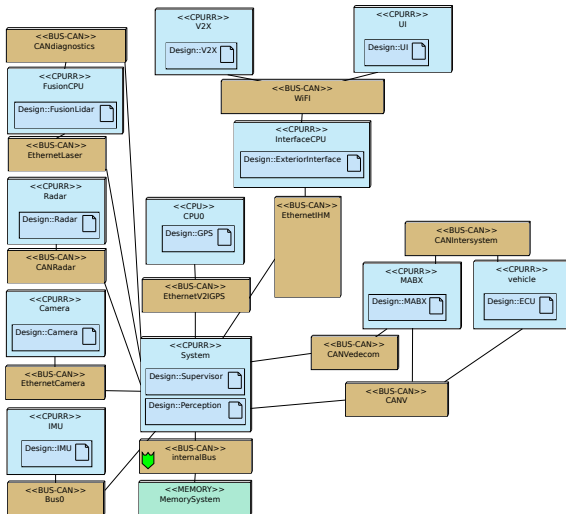 <<BUS-CAN>>
CANdiagnostics
<<CPURR>>
FusionCPU
Design::FusionLidar
<<BUS-CAN>>
EthernetLaser
<<CPURR>>
Radar
Design::Radar
<<BUS-CAN>>
CANRadar
<<CPURR>>
Camera
Design::Camera
<<BUS-CAN>>
EthernetCamera
<<CPURR>>
IMU
Design::IMU
<<BUS-CAN>>
Bus0
<<CPURR>>
V2X
Design::V2X
<<CPURR>>
UI
Design::UI
<<BUS-CAN>>
WiFI
<<CPURR>>
InterfaceCPU
Design::ExteriorInterface
<<BUS-CAN>>
EthernetIHM
<<CPU>>
CPU0
Design::GPS
<<BUS-CAN>>
EthernetV2IGPS
<<CPURR>>
System
Design::Supervisor
Design::Perception
<<BUS-CAN>>
internalBus
<<MEMORY>>
MemorySystem
<<BUS-CAN>>
CANIntersystem
<<CPURR>>
MABX
Design::MABX
<<CPURR>>
vehicle
Design::ECU
<<BUS-CAN>>
CANVedecom
<<BUS-CAN>>
CANV